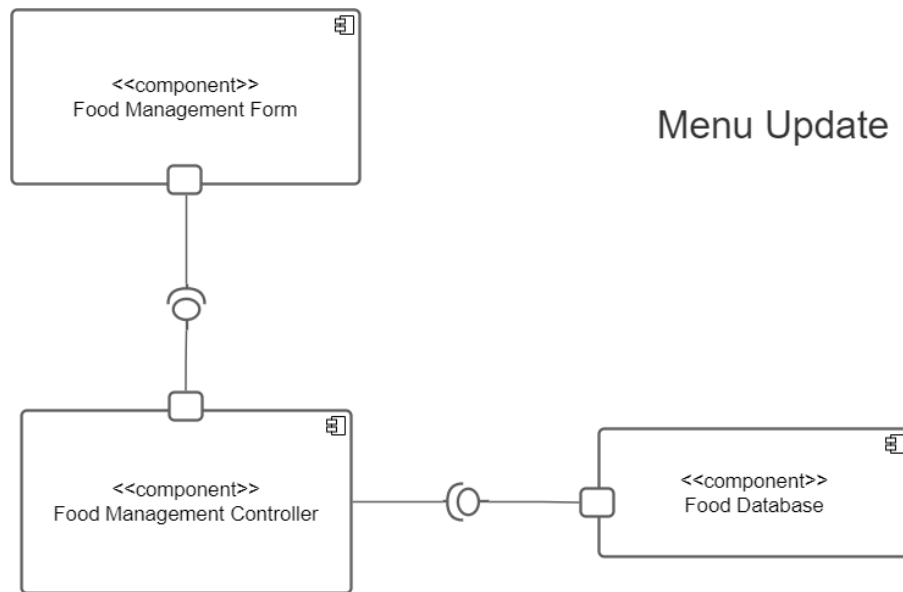 <<component>>
Food Management Form
Menu Update
<<component>>
Food Management Controller
<<component>>
Food Database